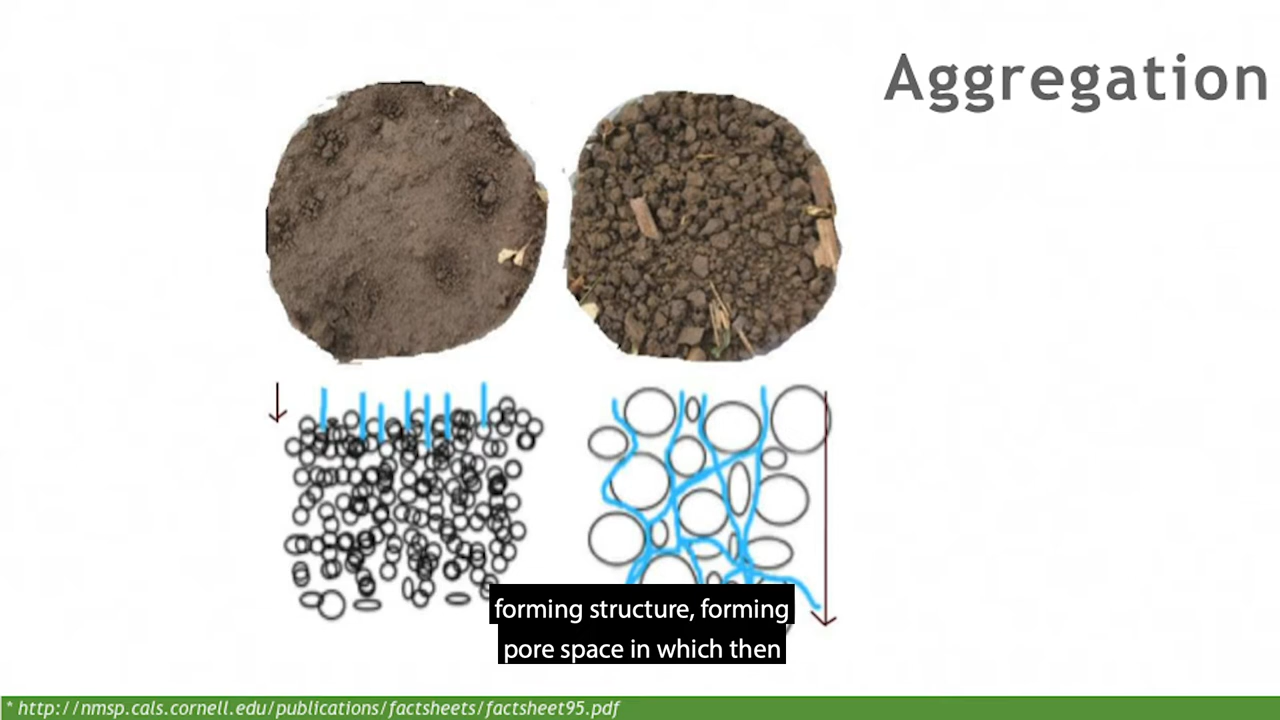 Aggregation
forming structure, forming
pore space in which then
* http://nmsp.cals.cornell.edu/publications/factsheets/factsheet95.pdf